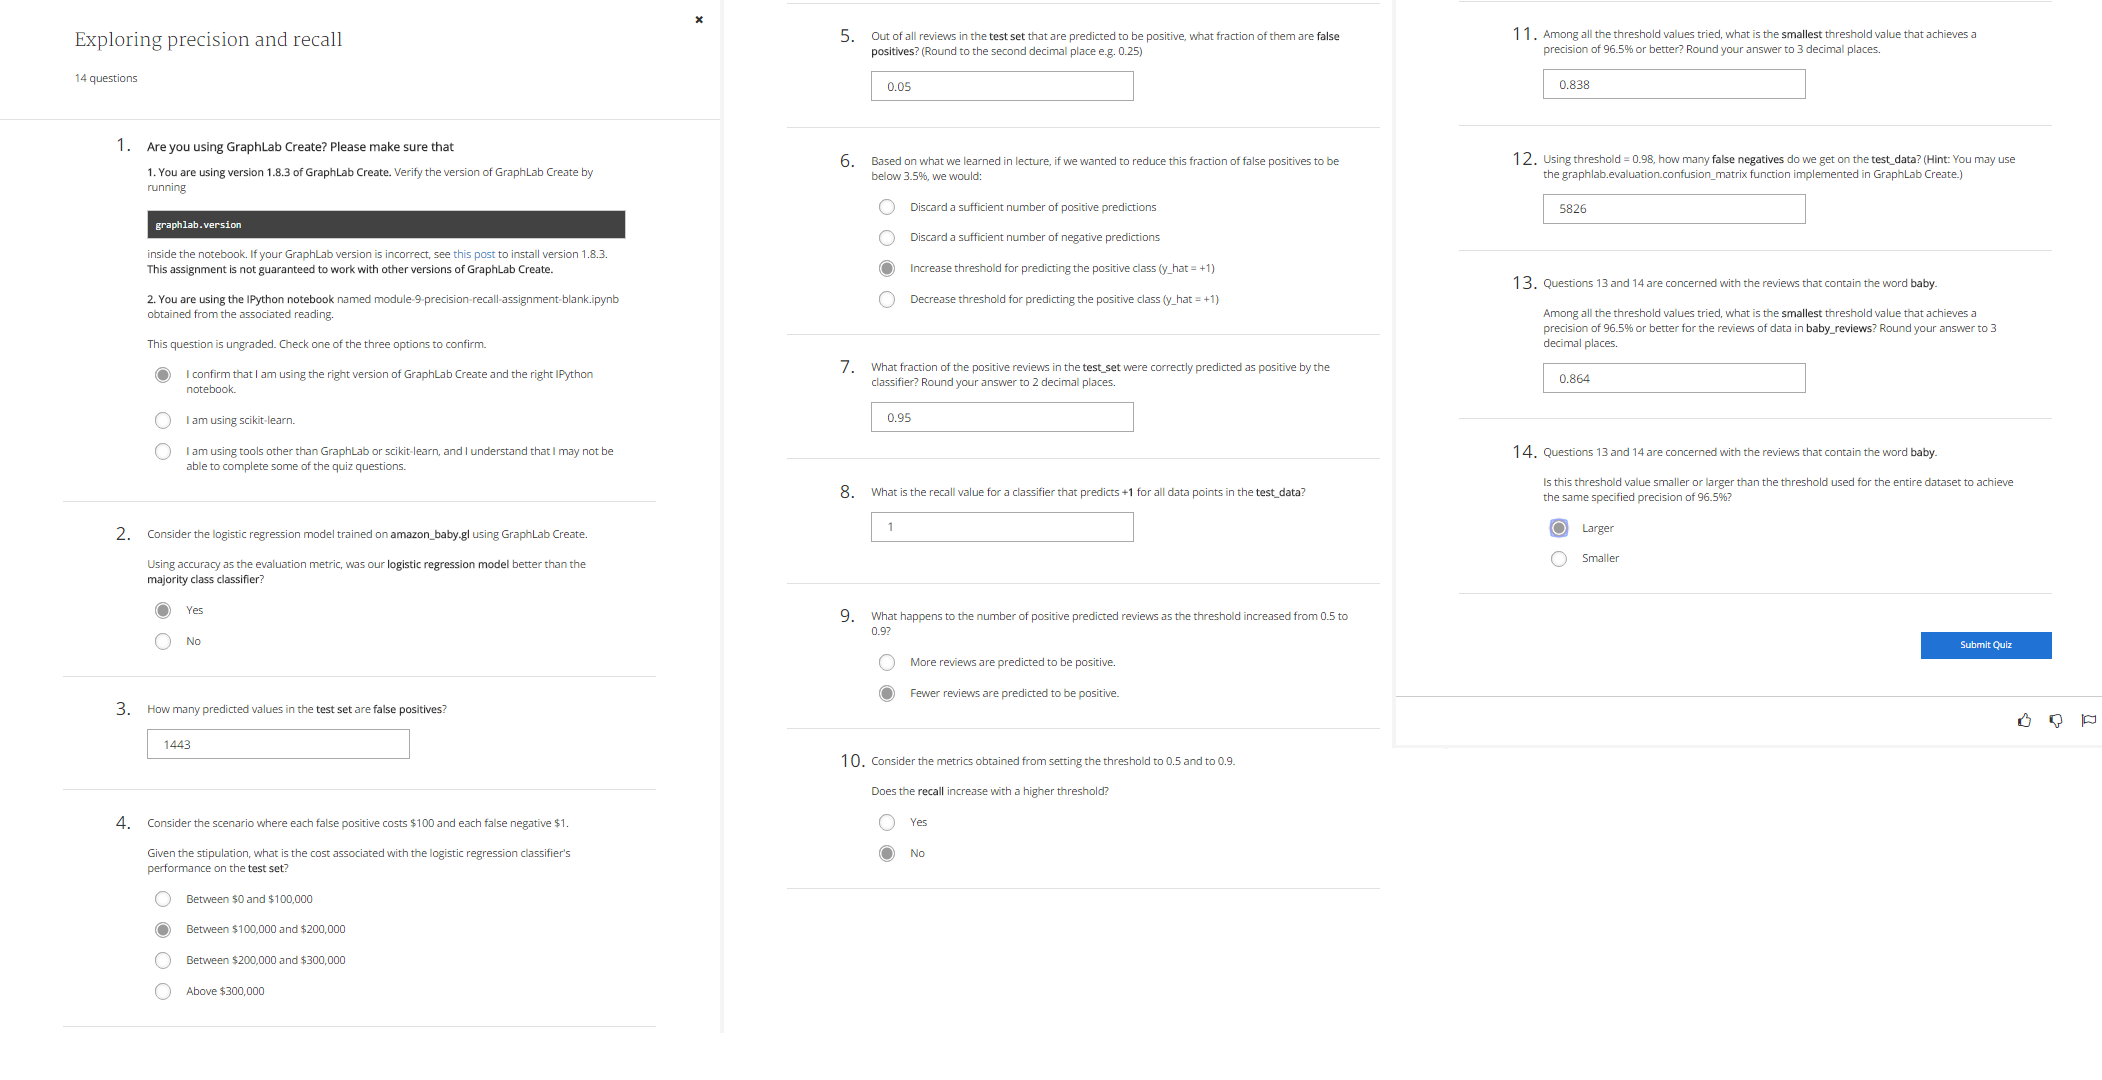 ×
Exploring precision and recall
14 questions
1. Are you using GraphLab Create? Please make sure that
1. You are using version 1.8.3 of GraphLab Create. Verify the version of GraphLab Create by
running
graphlab.version
inside the notebook. If your GraphLab version is incorrect, see this post to install version 1.8.3.
This assignment is not guaranteed to work with other versions of GraphLab Create.
2. You are using the IPython notebook named module-9-precision-recall-assignment-blank.ipynb
obtained from the associated reading.
This question is ungraded. Check one of the three options to confirm.
I confirm that I am using the right version of GraphLab Create and the right IPython
notebook.
I am using scikit-learn.
I am using tools other than GraphLab or scikit-learn, and I understand that I may not be
able to complete some of the quiz questions.
2. Consider the logistic regression model trained on amazon_baby.gl using GraphLab Create.
Using accuracy as the evaluation metric, was our logistic regression model better than the
majority class classifier?
Yes
No
3. How many predicted values in the test set are false positives?
1443
4. Consider the scenario where each false positive costs $100 and each false negative $1.
Given the stipulation, what is the cost associated with the logistic regression classifier's
performance on the test set?
Between $0 and $100,000
Between $100,000 and $200,000
Between $200,000 and $300,000
Above $300,000
5. Out of all reviews in the test set that are predicted to be positive, what fraction of them are false
positives? (Round to the second decimal place e.g. 0.25)
0.05
6. Based on what we learned in lecture, if we wanted to reduce this fraction of false positives to be
below 3.5%, we would:
Discard a sufficient number of positive predictions
Discard a sufficient number of negative predictions
Increase threshold for predicting the positive class (y_hat = +1)
Decrease threshold for predicting the positive class (y_hat = +1)
7. What fraction of the positive reviews in the test_set were correctly predicted as positive by the
classifier? Round your answer to 2 decimal places.
0.95
8. What is the recall value for a classifier that predicts +1 for all data points in the test_data?
1
9. What happens to the number of positive predicted reviews as the threshold increased from 0.5 to
0.9?
More reviews are predicted to be positive.
Fewer reviews are predicted to be positive.
10. Consider the metrics obtained from setting the threshold to 0.5 and to 0.9.
Does the recall increase with a higher threshold?
Yes
No
11. Among all the threshold values tried, what is the smallest threshold value that achieves a
precision of 96.5% or better? Round your answer to 3 decimal places.
0.838
12. Using threshold = 0.98, how many false negatives do we get on the test_data? (Hint: You may use
the graphlab.evaluation.confusion_matrix function implemented in GraphLab Create.)
5826
13. Questions 13 and 14 are concerned with the reviews that contain the word baby.
Among all the threshold values tried, what is the smallest threshold value that achieves a
precision of 96.5% or better for the reviews of data in baby_reviews? Round your answer to 3
decimal places.
0.864
14. Questions 13 and 14 are concerned with the reviews that contain the word baby.
Is this threshold value smaller or larger than the threshold used for the entire dataset to achieve
the same specified precision of 96.5%?
Larger
Smaller
Submit Quiz